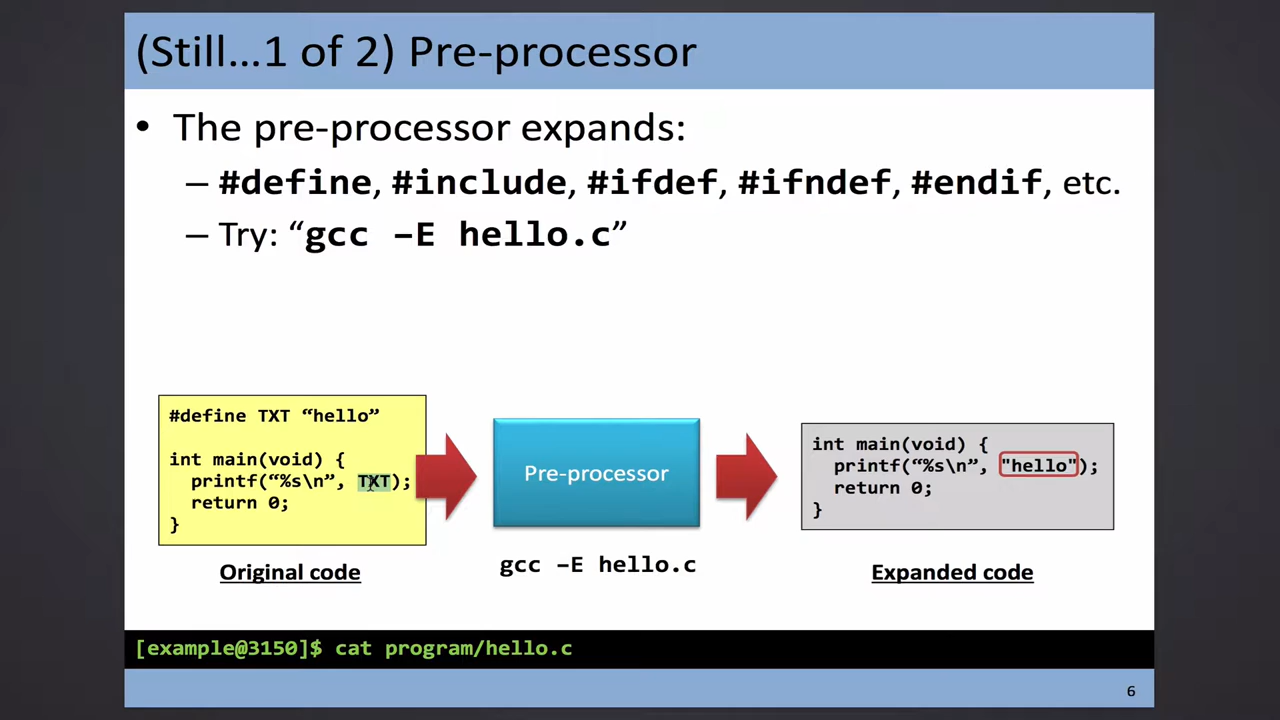 (Still…1 of 2) Pre-processor
• The pre-processor expands:
– #define, #include, #ifdef, #ifndef, #endif, etc.
– Try: “gcc –E hello.c”
#define TXT “hello”
int main(void) {
printf(“%s\n”, TXT);
return 0;
}
Original code
Pre-processor
gcc –E hello.c
int main(void) {
printf(“%s\n”, "hello");
return 0;
}
Expanded code
[example@3150]$ cat program/hello.c
6